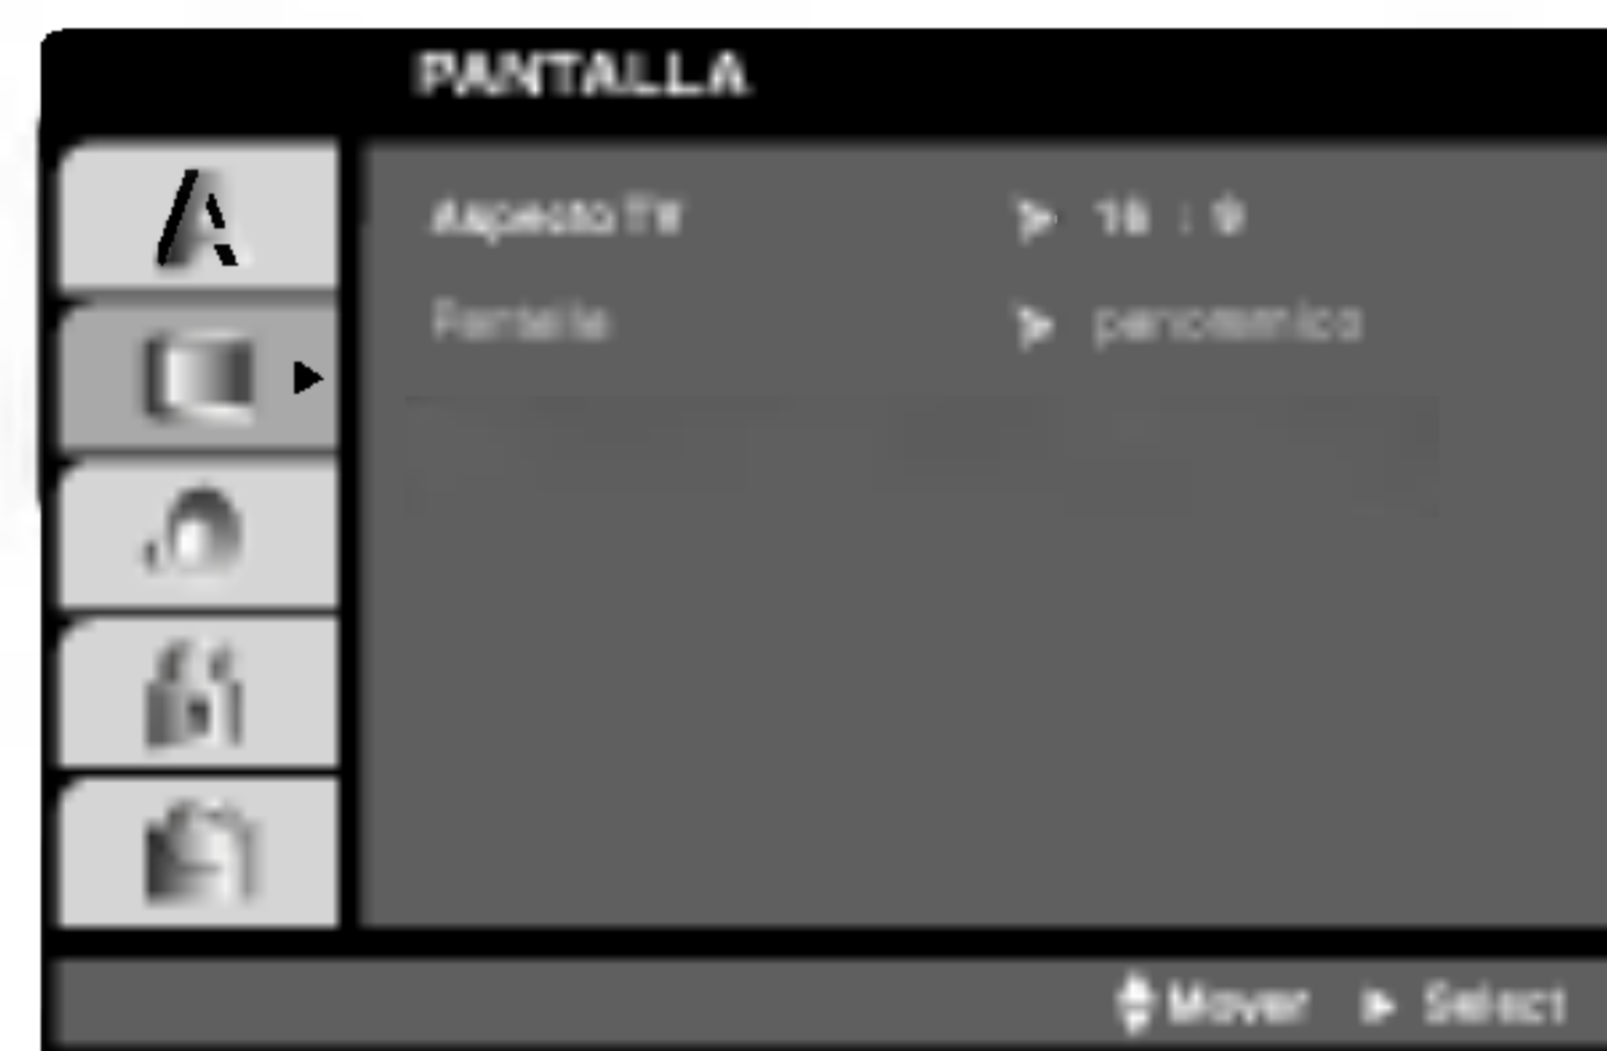 PANTALLA
A
Aspecto TV 16 : 9
Pantalla panoramico
Mover Select